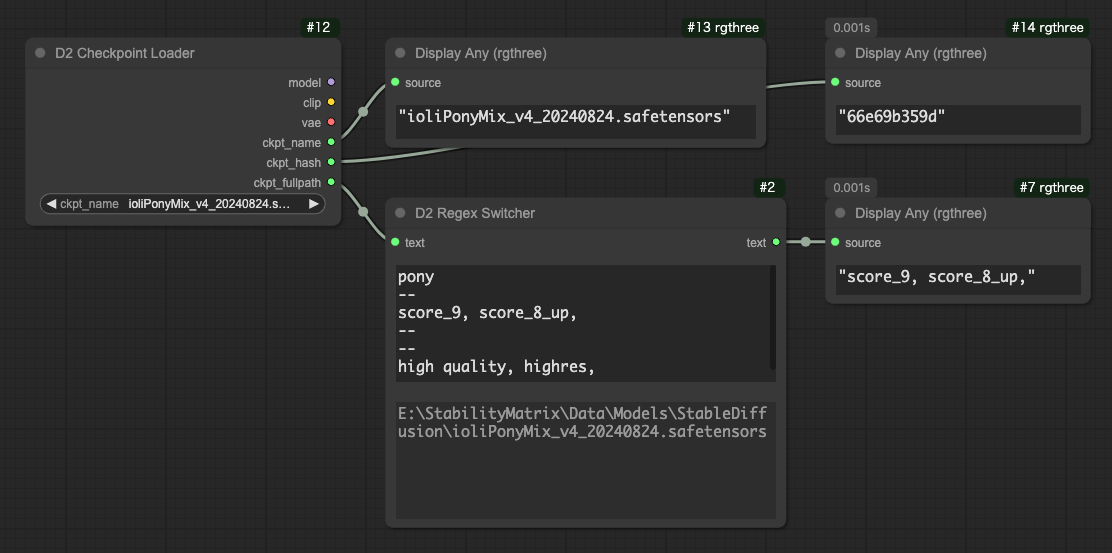 #12
D2 Checkpoint Loader
model
clip
vae
ckpt_name
ckpt_hash
ckpt_fullpath
ckpt_name ioliPonyMix_v4_20240824.s...
#13 rgthree
Display Any (rgthree)
source
"ioliPonyMix_v4_20240824.safetensors"
0.001s #14 rgthree
Display Any (rgthree)
source
"66e69b359d"
#2
D2 Regex Switcher
text text
pony
--
score_9, score_8_up,
--
--
high quality, highres,
E:\StabilityMatrix\Data\Models\StableDiff
usion\ioliPonyMix_v4_20240824.safetensors
0.001s #7 rgthree
Display Any (rgthree)
source
"score_9, score_8_up,"